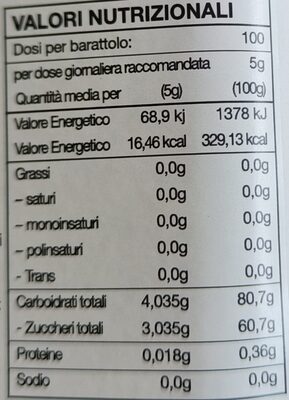 VALORI NUTRIZIONALI
Dosi per barattolo: 100
per dose giornaliera raccomandata 5g
Quantità media per (5g) (100g)
Valore Energetico 68,9 kj 1378 kJ
Valore Energetico 16,46 kcal 329,13 kcal
Grassi 0,0g 0,0g
- saturi 0,0g 0,0g
- monoinsaturi 0,0g 0,0g
- polinsaturi 0,0g 0,0g
- Trans 0,0g 0,0g
Carboidrati totali 4,035g 80,7g
- Zuccheri totali 3,035g 60,7g
Proteine 0,018g 0,36g
Sodio 0,0g 0,0g